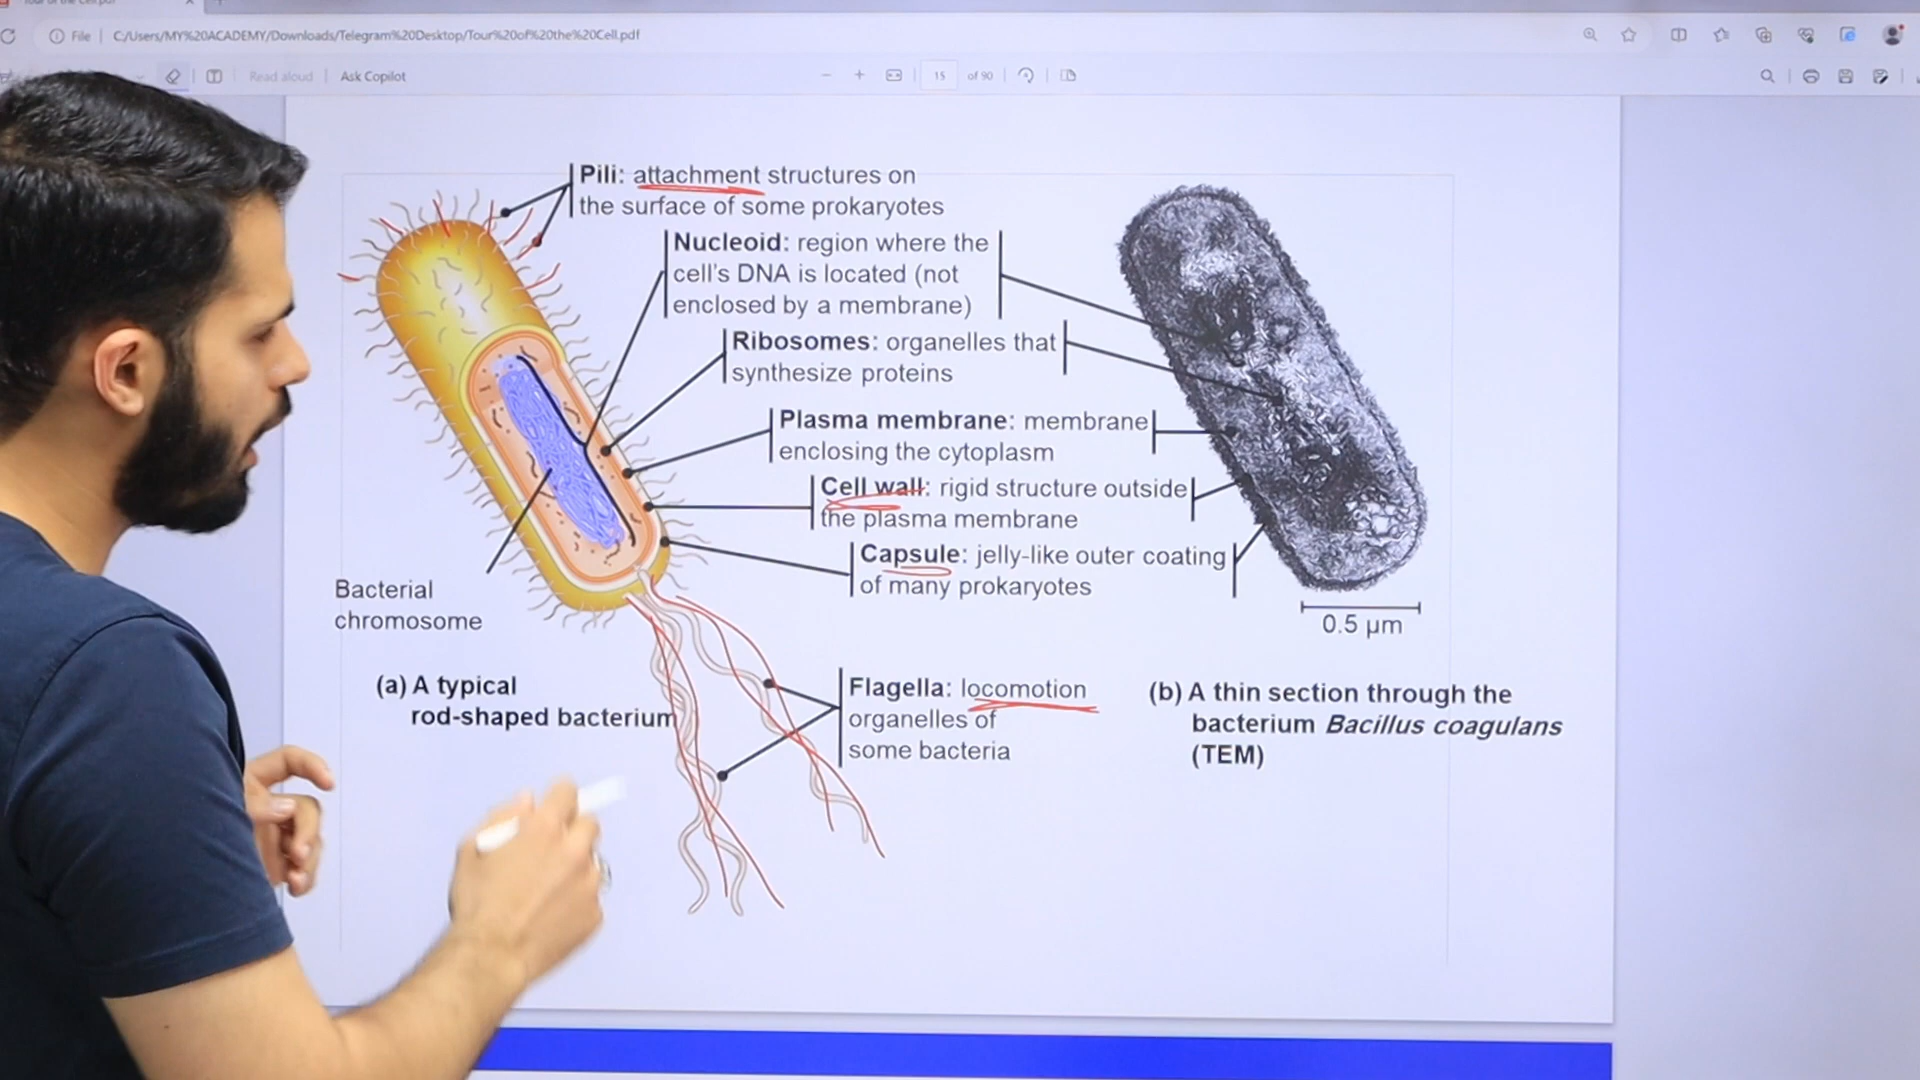 File
C:/Users/MY%20ACADEMY/Downloads/Telegram%20Desktop/Tour%20of%20the%20Cell.pdf
Read aloud
Ask Copilot
15 of 90
Pili: attachment structures on
the surface of some prokaryotes
Nucleoid: region where the
cell's DNA is located (not
enclosed by a membrane)
Ribosomes: organelles that
synthesize proteins
Plasma membrane: membrane
enclosing the cytoplasm
Cell wall: rigid structure outside
the plasma membrane
Capsule: jelly-like outer coating
of many prokaryotes
Bacterial
chromosome
0.5 μm
(a) A typical
rod-shaped bacterium
Flagella: locomotion
organelles of
some bacteria
(b) A thin section through the
bacterium Bacillus coagulans
(TEM)